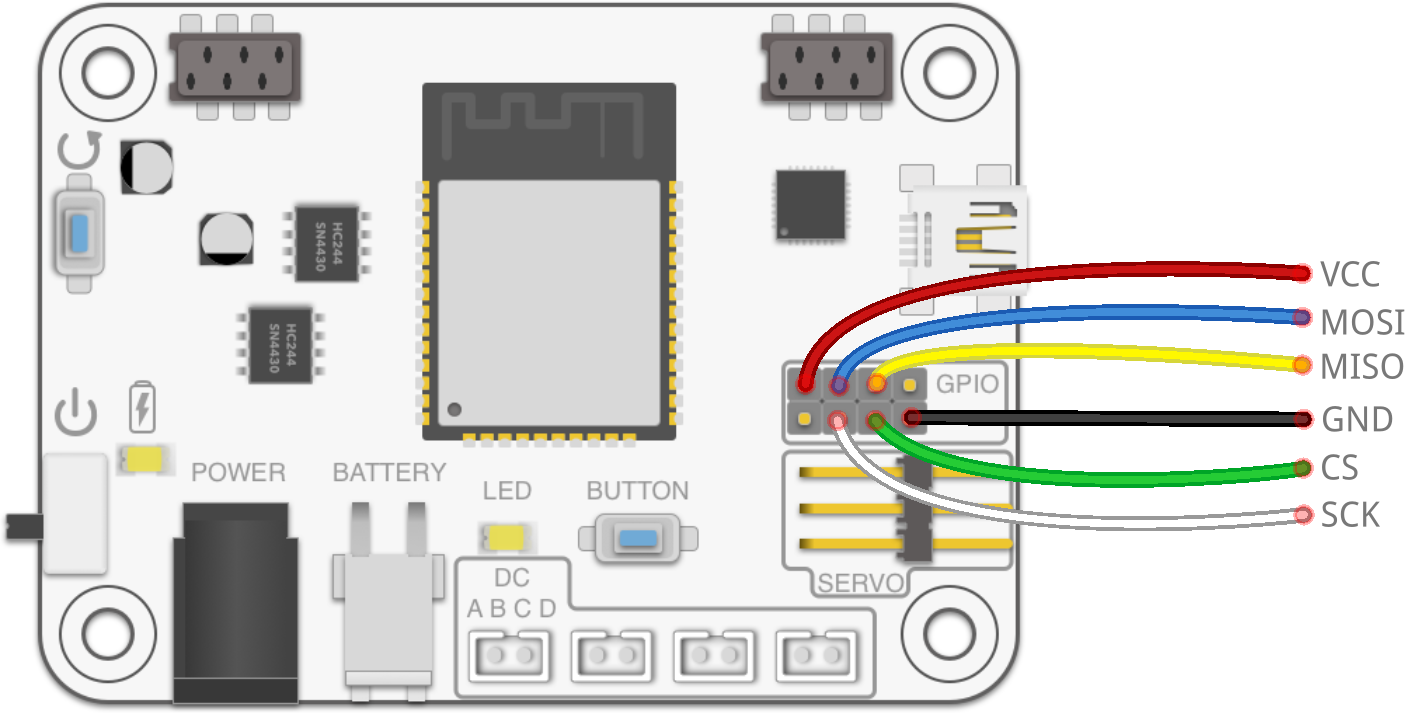 HC244
SN4430
HC244
SN4430
VCC
MOSI
MISO
GPIO
GND
CS
SCK
POWER
BATTERY
LED
BUTTON
DC
A B C D
SERVO